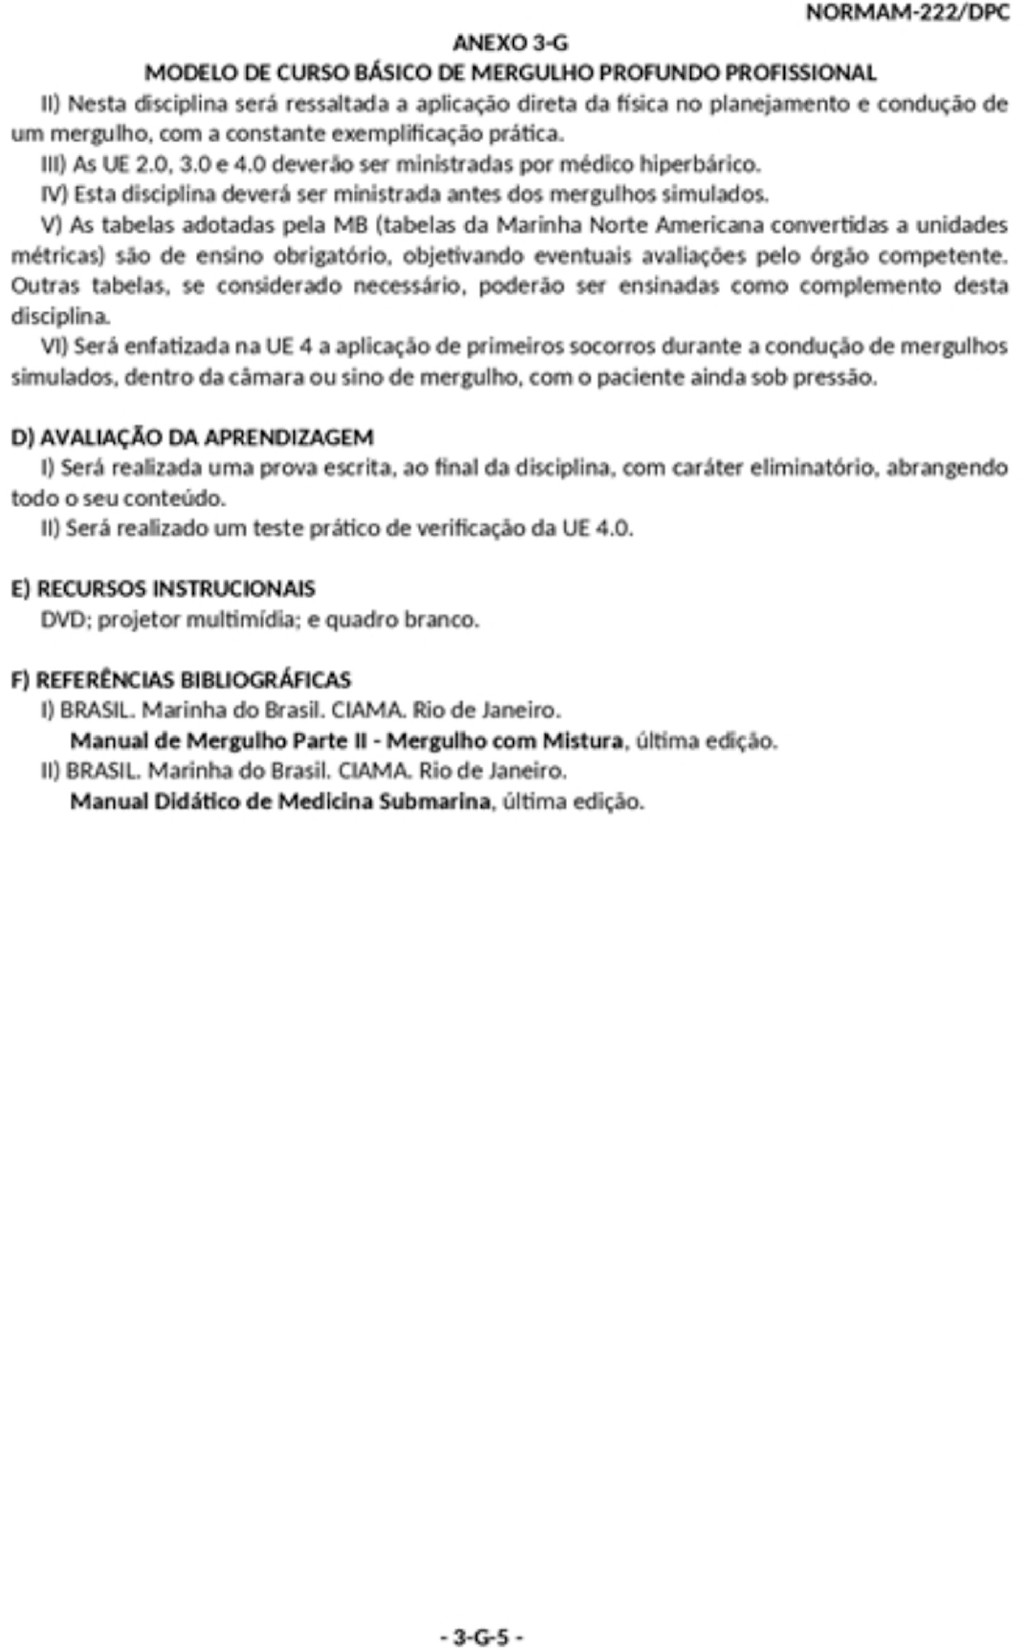 NORMAM-222/DPC
ANEXO 3-G
MODELO DE CURSO BÁSICO DE MERGULHO PROFUNDO PROFISSIONAL
II) Nesta disciplina será ressaltada a aplicação direta da física no planejamento e condução de
um mergulho, com a constante exemplificação prática.
III) As UE 2.0, 3.0 e 4.0 deverão ser ministradas por médico hiperbárico.
IV) Esta disciplina deverá ser ministrada antes dos mergulhos simulados.
V) As tabelas adotadas pela MB (tabelas da Marinha Norte Americana convertidas a unidades
métricas) são de ensino obrigatório, objetivando eventuais avaliações pelo órgão competente.
Outras tabelas, se considerado necessário, poderão ser ensinadas como complemento desta
disciplina.
VI) Será enfatizada na UE 4 a aplicação de primeiros socorros durante a condução de mergulhos
simulados, dentro da câmara ou sino de mergulho, com o paciente ainda sob pressão.
D) AVALIAÇÃO DA APRENDIZAGEM
I) Será realizada uma prova escrita, ao final da disciplina, com caráter eliminatório, abrangendo
todo o seu conteúdo.
II) Será realizado um teste prático de verificação da UE 4.0.
E) RECURSOS INSTRUCIONAIS
DVD; projetor multimídia; e quadro branco.
F) REFERÊNCIAS BIBLIOGRÁFICAS
I) BRASIL. Marinha do Brasil. CIAMA. Rio de Janeiro.
Manual de Mergulho Parte II - Mergulho com Mistura, última edição.
II) BRASIL. Marinha do Brasil. CIAMA. Rio de Janeiro.
Manual Didático de Medicina Submarina, última edição.
- 3-G-5 -